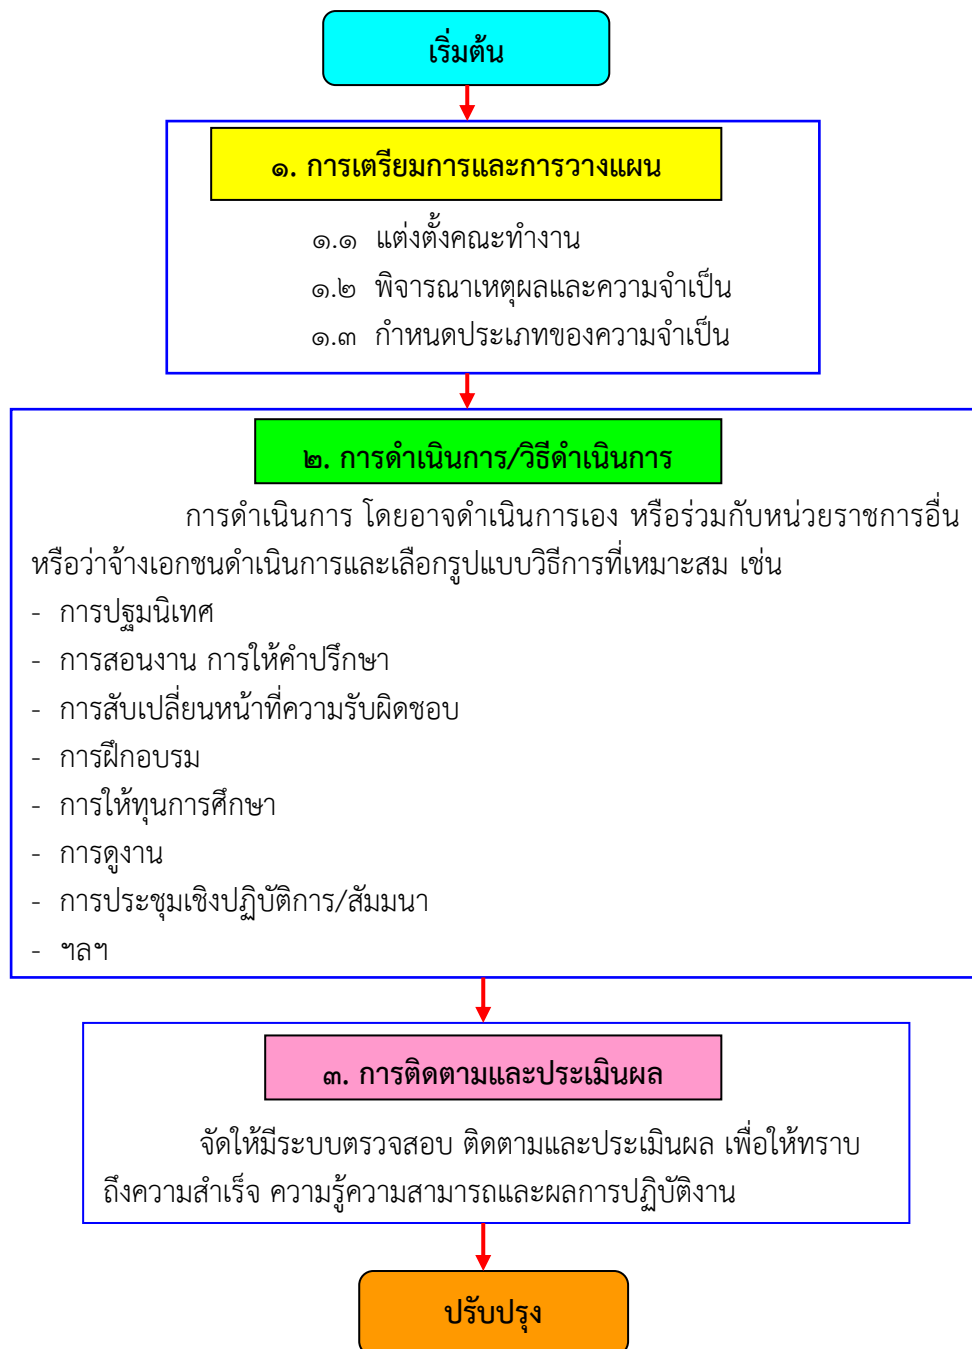 เริ่มต้น
๑. การเตรียมการและการวางแผน
๑.๑ แต่งตั้งคณะทำงาน
๑.๒ พิจารณาเหตุผลและความจำเป็น
๑.๓ กำหนดประเภทของความจำเป็น
๒. การดำเนินการ/วิธีดำเนินการ
การดำเนินการ โดยอาจดำเนินการเอง หรือร่วมกับหน่วยราชการอื่น
หรือว่าจ้างเอกชนดำเนินการและเลือกรูปแบบวิธีการที่เหมาะสม เช่น
- การปฐมนิเทศ
- การสอนงาน การให้คำปรึกษา
- การสับเปลี่ยนหน้าที่ความรับผิดชอบ
- การฝึกอบรม
- การให้ทุนการศึกษา
- การดูงาน
- การประชุมเชิงปฏิบัติการ/สัมมนา
- ฯลฯ
๓. การติดตามและประเมินผล
จัดให้มีระบบตรวจสอบ ติดตามและประเมินผล เพื่อให้ทราบ
ถึงความสำเร็จ ความรู้ความสามารถและผลการปฏิบัติงาน
ปรับปรุง